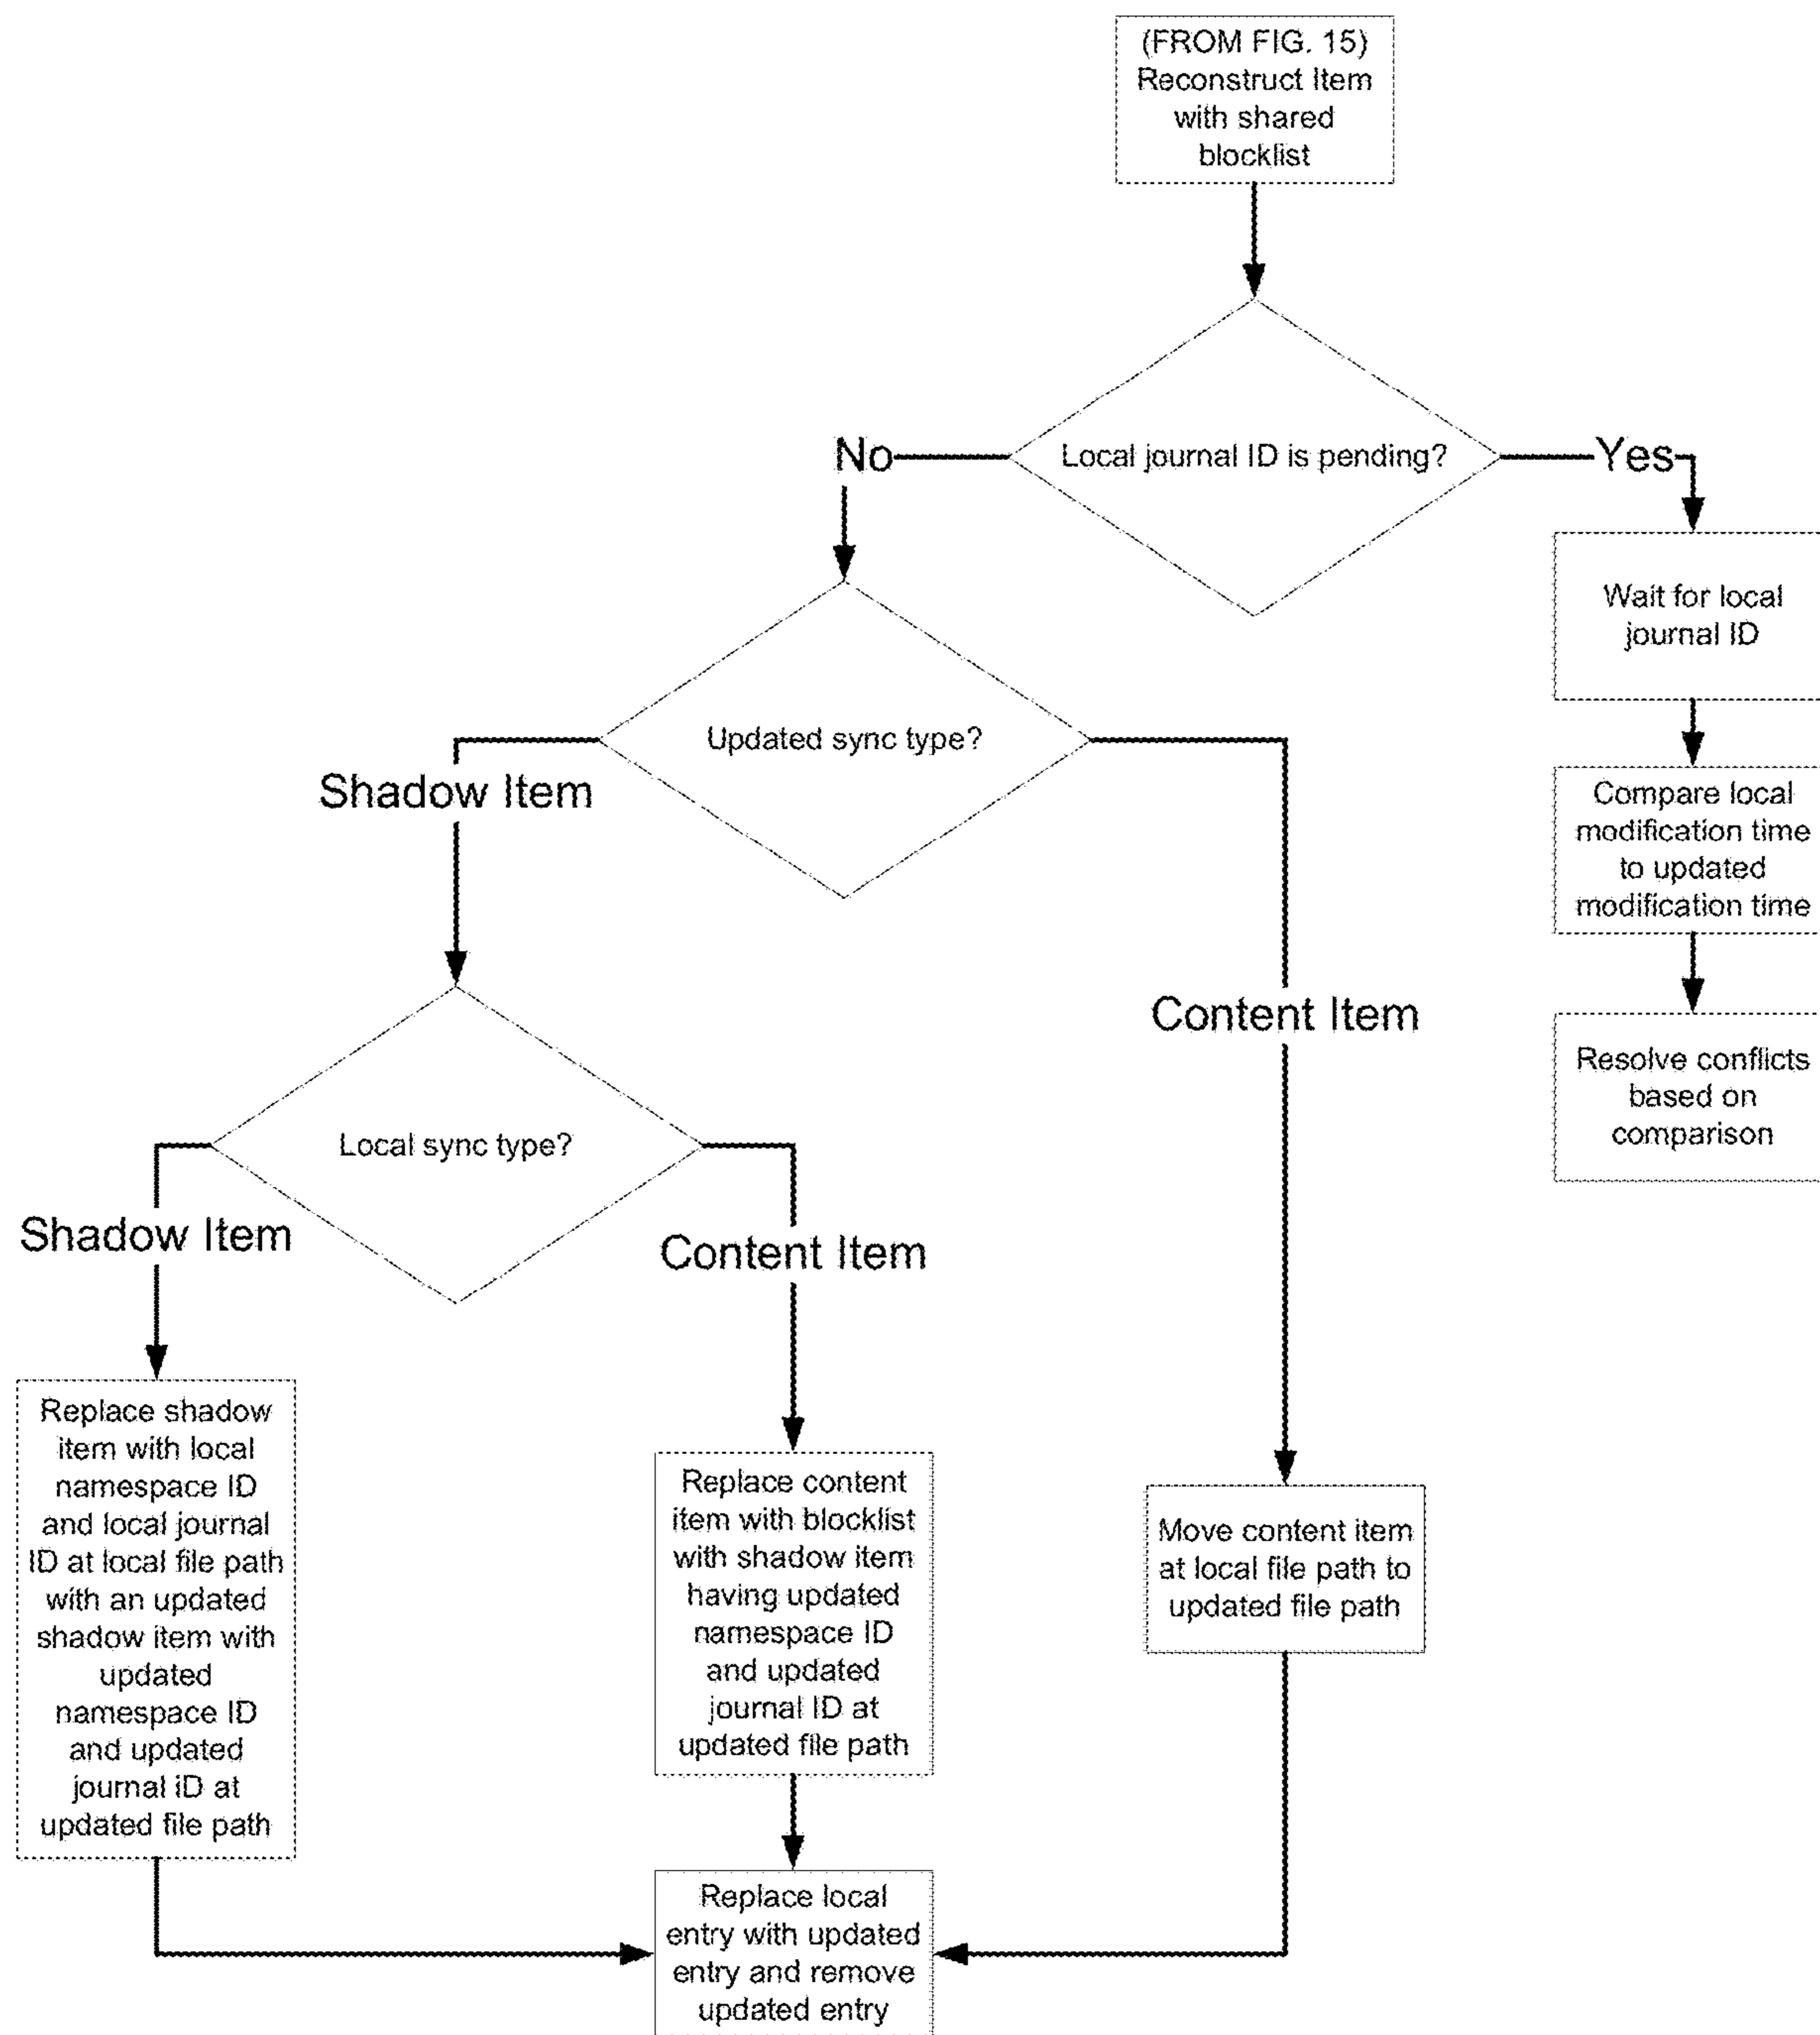 (FROM FIG. 15)
Reconstruct Item
with shared
blocklist
Local journal ID is pending?
No
Yes
Wait for local
journal ID
Updated sync type?
Shadow Item
Content Item
Compare local
modification time
to updated
modification time
Resolve conflicts
based on
comparison
Local sync type?
Shadow Item
Content Item
Replace shadow
item with local
namespace ID
and local journal
ID at local file path
with an updated
shadow item with
updated
namespace ID
and updated
journal ID at
updated file path
Replace content
item with blocklist
with shadow item
having updated
namespace ID
and updated
journal ID at
updated file path
Move content item
at local file path to
updated file path
Replace local
entry with updated
entry and remove
updated entry